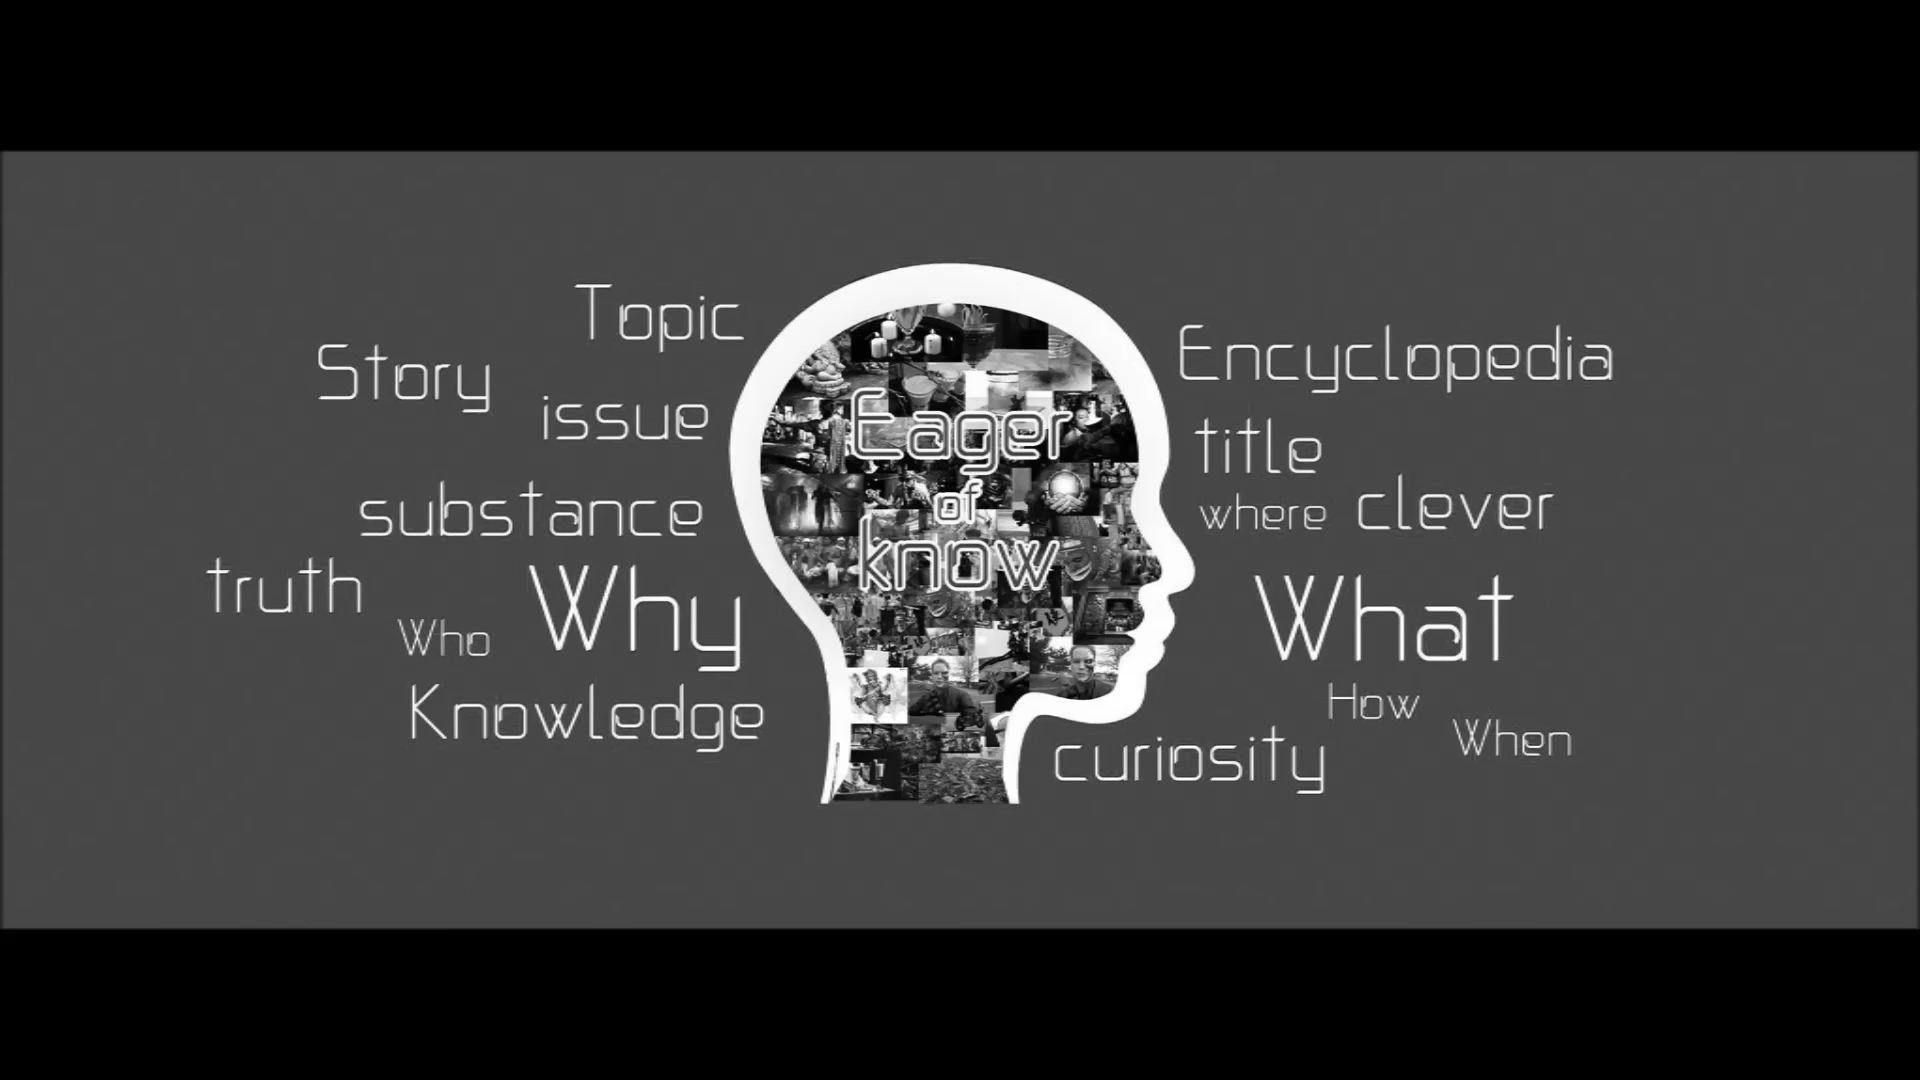 Topic
Story
issue
substance
truth
Who
Why
Knowledge
Eager
of
know
Encyclopedia
title
where
clever
What
How
When
curiosity